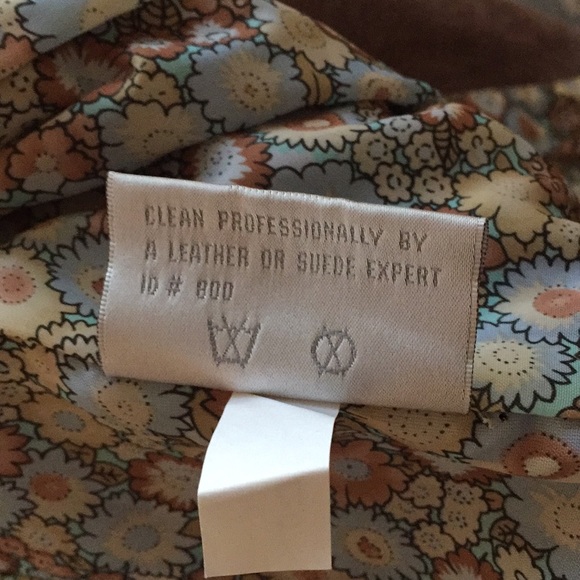 CLEAN PROFESSIONALLY BY
A LEATHER OR SUEDE EXPERT
ID # 800